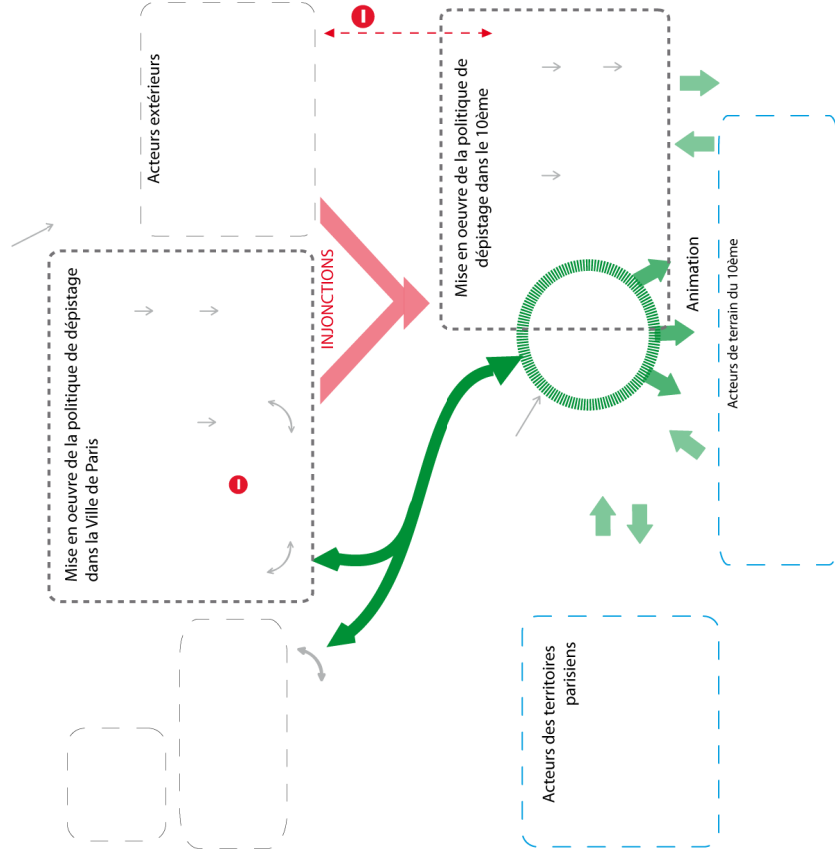 Mise en oeuvre de la politique de dépistage
dans la Ville de Paris
Acteurs extérieurs
INJONCTIONS
Mise en oeuvre de la politique de
dépistage dans le 10ème
Animation
Acteurs des territoires
parisiens
Acteurs de terrain du 10ème